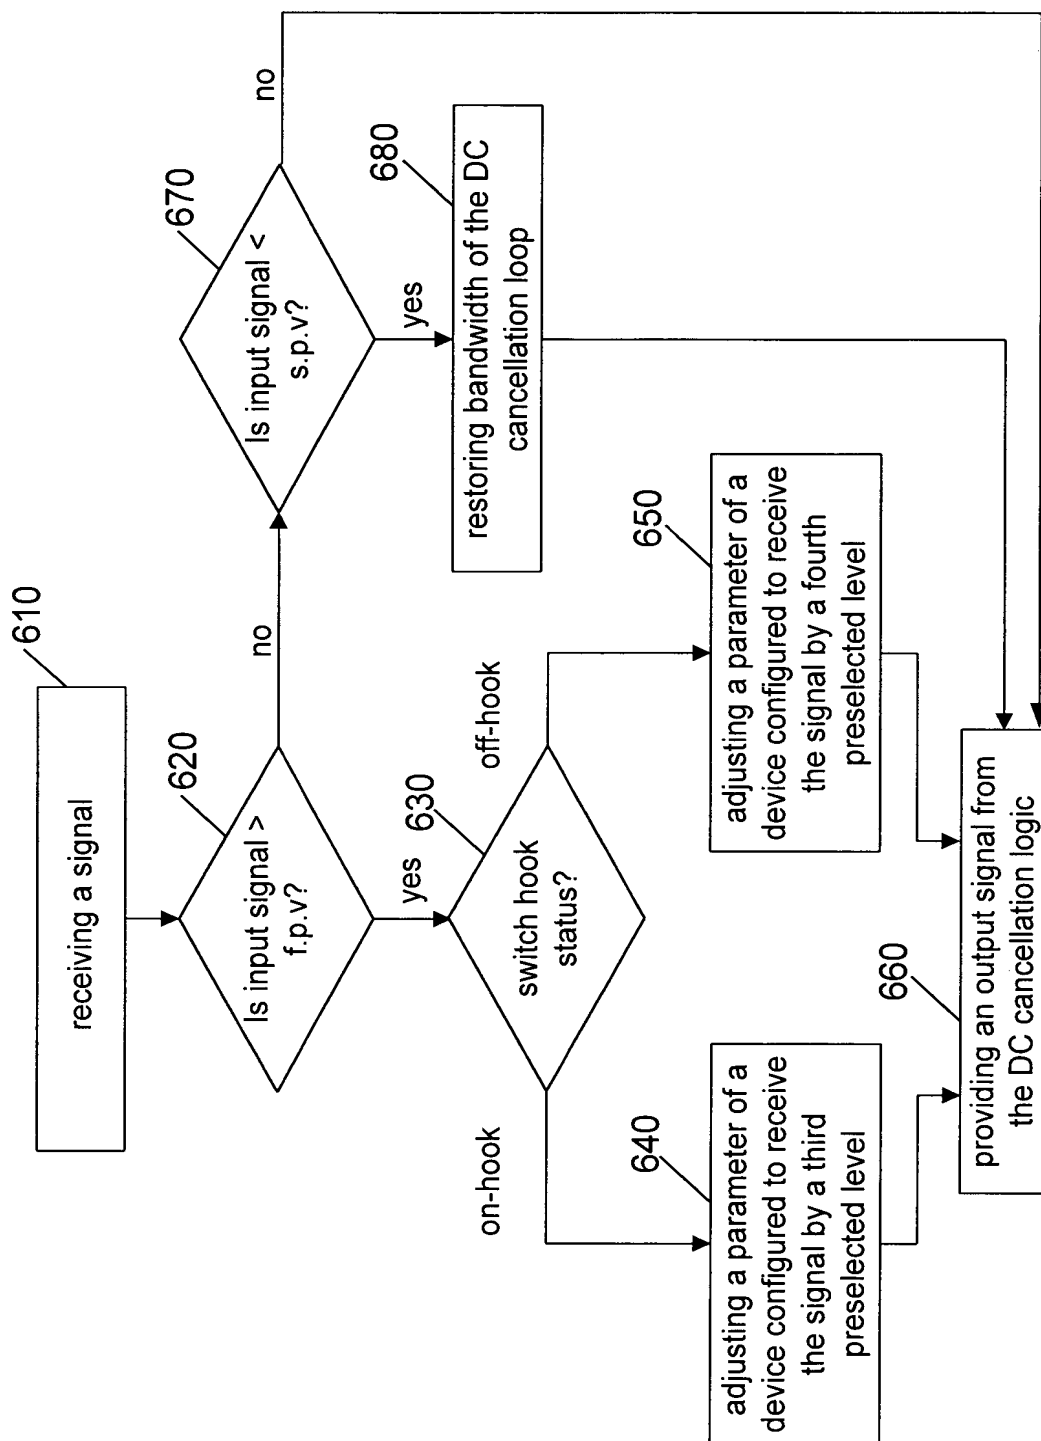 610
receiving a signal
620
Is input signal >
f.p.v?
no
yes
670
Is input signal <
s.p.v?
no
yes
680
restoring bandwidth of the DC
cancellation loop
630
switch hook
status?
on-hook
off-hook
640
adjusting a parameter of a
device configured to receive
the signal by a third
preselected level
650
adjusting a parameter of a
device configured to receive
the signal by a fourth
preselected level
660
providing an output signal from
the DC cancellation logic